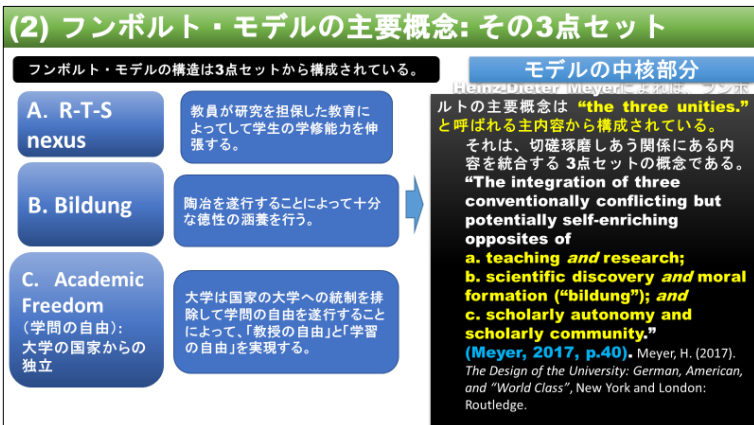 (2) フンボルト・モデルの主要概念: その3点セット
フンボルト・モデルの構造は3点セットから構成されている。
A. R-T-S
nexus
教員が研究を担保した教育に
よってして学生の学修能力を伸
張する。
B. Bildung
陶冶を遂行することによって十分
な徳性の涵養を行う。
C. Academic
Freedom
（学問の自由）:
大学の国家からの
独立
大学は国家の大学への統制を排
除して学問の自由を遂行すること
によって、「教授の自由」と「学習
の自由」を実現する。
モデルの中核部分
Heinz-Dieter Meyerによれば、フンボ
ルトの主要概念は “the three unities.”
と呼ばれる主内容から構成されている。
それは、切磋琢磨しあう関係にある内
容を統合する 3点セットの概念である。
“The integration of three
conventionally conflicting but
potentially self-enriching
opposites of
a. teaching and research;
b. scientific discovery and moral
formation (“bildung”); and
c. scholarly autonomy and
scholarly community.”
(Meyer, 2017, p.40). Meyer, H. (2017).
The Design of the University: German, American,
and “World Class”, New York and London:
Routledge.